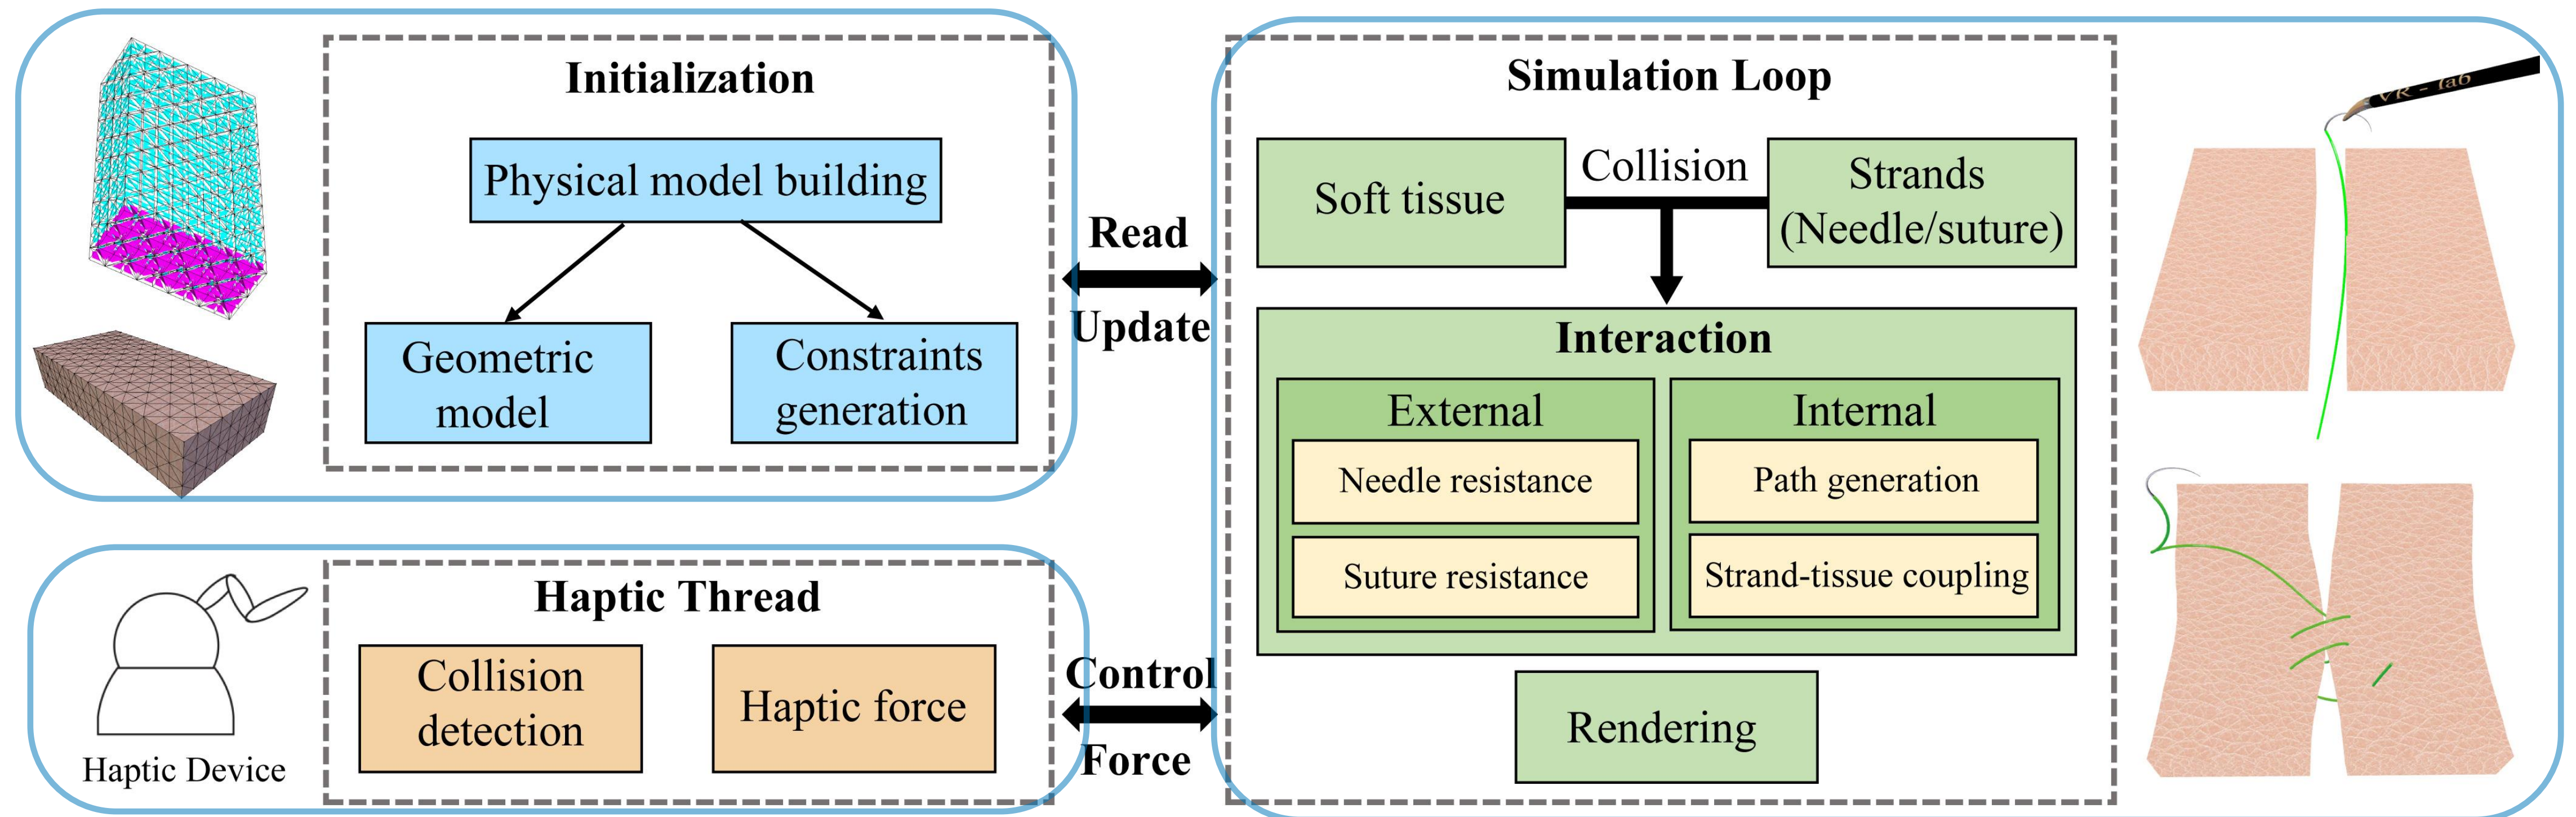 Initialization
Physical model building
Geometric
model
Constraints
generation
Read
Update
Haptic Thread
Collision
detection
Haptic force
Haptic Device
Control
Force
Simulation Loop
Soft tissue
Collision
Strands
(Needle/suture)
Interaction
External
Needle resistance
Suture resistance
Internal
Path generation
Strand-tissue coupling
Rendering
VR - lab